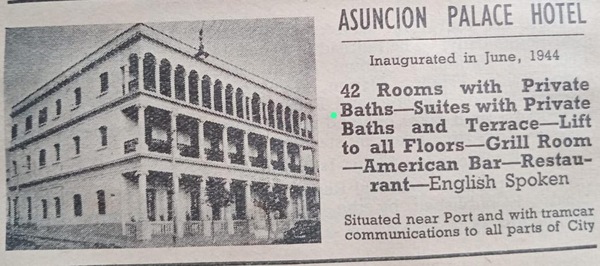 ASUNCION PALACE HOTEL
Inaugurated in June, 1944
42 Rooms with Private
Baths—Suites with Private
Baths and Terrace—Lift
to all Floors—Grill Room
—American Bar—Restau-
rant—English Spoken
Situated near Port and with tramcar
communications to all parts of City